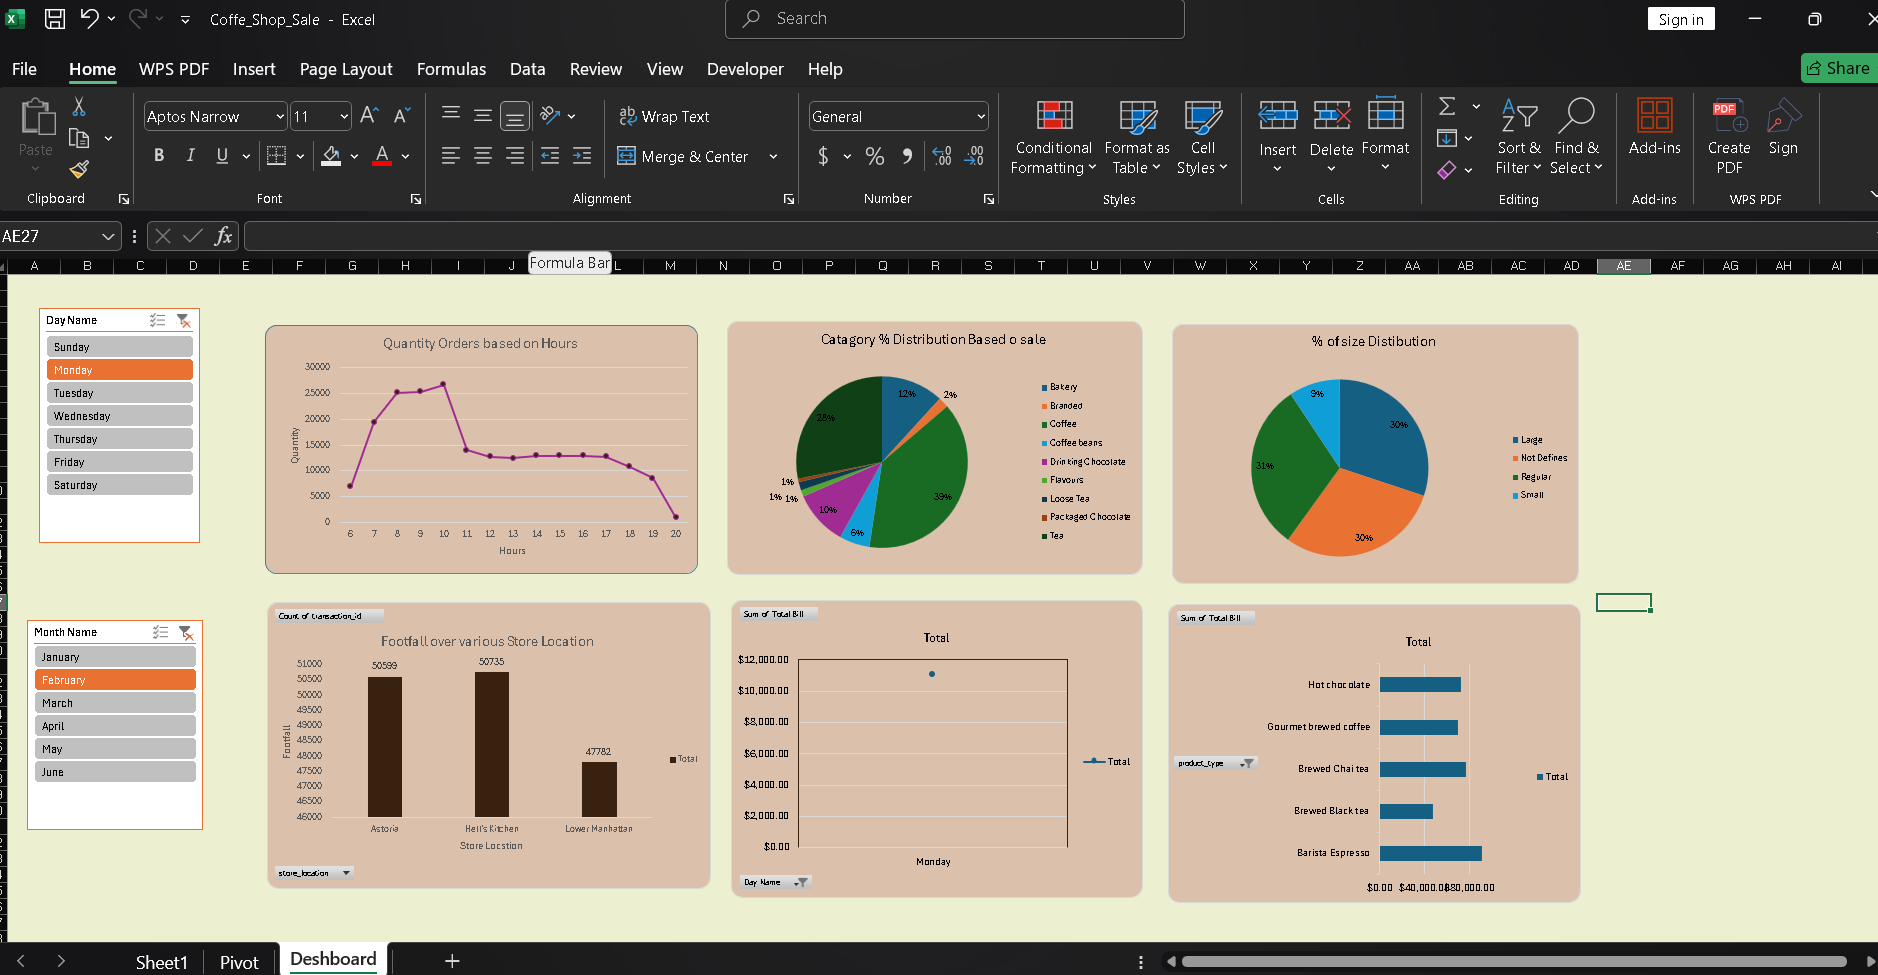 Coffe_Shop_Sale - Excel
Search
Sign in
File Home WPS PDF Insert Page Layout Formulas Data Review View Developer Help
Share
Paste
Aptos Narrow 11
Wrap Text
General
B I U
Merge & Center
Conditional Formatting
Format as Table
Cell Styles
Insert
Delete
Format
Sort & Filter
Find & Select
Add-ins
Create PDF
Sign
Clipboard Font Alignment Number Styles Cells Editing Add-ins WPS PDF
AE27
fx
Formula Bar
A B C D E F G H I J L M N O P Q R S T U V W X Y Z AA AB AC AD AE AF AG AH AI
Day Name
Sunday
Monday
Tuesday
Wednesday
Thursday
Friday
Saturday
Quantity Orders based on Hours
30000
25000
20000
15000
10000
5000
0
Quantity
6 7 8 9 10 11 12 13 14 15 16 17 18 19 20
Hours
Catagory % Distribution Based o sale
12%
2%
39%
6%
10%
1%
1%
1%
28%
Bakery
Branded
Coffee
Coffee beans
Drinking Chocolate
Flavours
Loose Tea
Packaged Chocolate
Tea
% of size Distibution
9%
30%
31%
30%
Large
Not Defines
Regular
Small
Month Name
January
February
March
April
May
June
Count of transaction_id
Footfall over various Store Location
51000
50500
50000
49500
49000
48500
48000
47500
47000
46500
46000
Footfall
50599
50735
47782
Total
Astoria Hell's Kitchen Lower Manhattan
Store Location
store_location
Sum of Total Bill
Total
$12,000.00
$10,000.00
$8,000.00
$6,000.00
$4,000.00
$2,000.00
$0.00
Total
Monday
Day Name
Sum of Total Bill
Total
Hot chocolate
Gourmet brewed coffee
Brewed Chai tea
Brewed Black tea
Barista Espresso
product_type
Total
$0.00 $40,000.00 $80,000.00
Sheet1 Pivot Deshboard